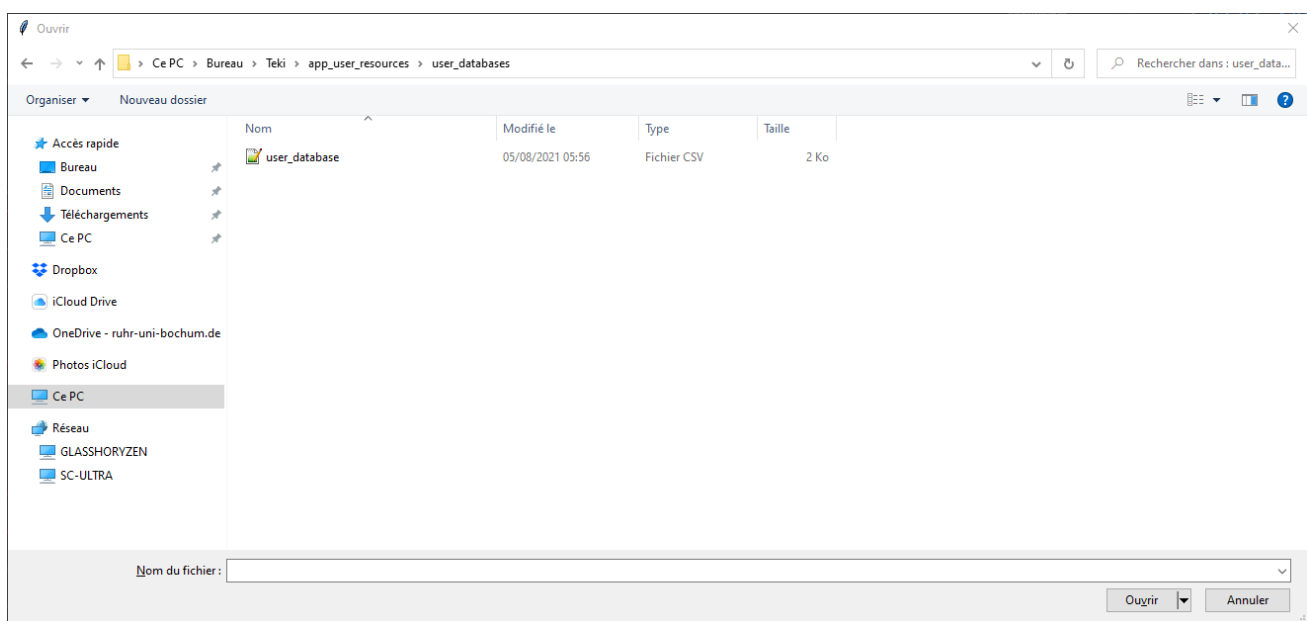 Ouvrir
Ce PC > Bureau > Teki > app_user_resources > user_databases
Rechercher dans : user_data...
Organiser
Nouveau dossier
Nom
Modifié le
Type
Taille
user_database
05/08/2021 05:56
Fichier CSV
2 Ko
Accès rapide
Bureau
Documents
Téléchargements
Ce PC
Dropbox
iCloud Drive
OneDrive - ruhr-uni-bochum.de
Photos iCloud
Ce PC
Réseau
GLASSHORYZEN
SC-ULTRA
Nom du fichier :
Ouvrir
Annuler